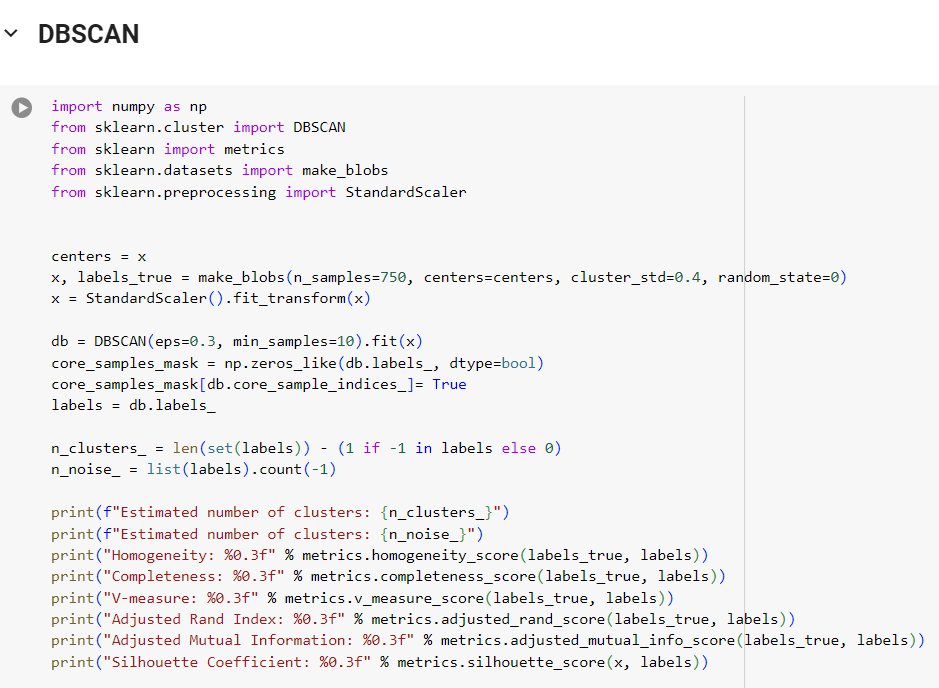 DBSCAN
import numpy as np
from sklearn.cluster import DBSCAN
from sklearn import metrics
from sklearn.datasets import make_blobs
from sklearn.preprocessing import StandardScaler
centers = x
x, labels_true = make_blobs(n_samples=750, centers=centers, cluster_std=0.4, random_state=0)
x = StandardScaler().fit_transform(x)
db = DBSCAN(eps=0.3, min_samples=10).fit(x)
core_samples_mask = np.zeros_like(db.labels_, dtype=bool)
core_samples_mask[db.core_sample_indices_]= True
labels = db.labels_
n_clusters_ = len(set(labels)) - (1 if -1 in labels else 0)
n_noise_ = list(labels).count(-1)
print(f"Estimated number of clusters: {n_clusters_}")
print(f"Estimated number of clusters: {n_noise_}")
print("Homogeneity: %0.3f" % metrics.homogeneity_score(labels_true, labels))
print("Completeness: %0.3f" % metrics.completeness_score(labels_true, labels))
print("V-measure: %0.3f" % metrics.v_measure_score(labels_true, labels))
print("Adjusted Rand Index: %0.3f" % metrics.adjusted_rand_score(labels_true, labels))
print("Adjusted Mutual Information: %0.3f" % metrics.adjusted_mutual_info_score(labels_true, labels))
print("Silhouette Coefficient: %0.3f" % metrics.silhouette_score(x, labels))